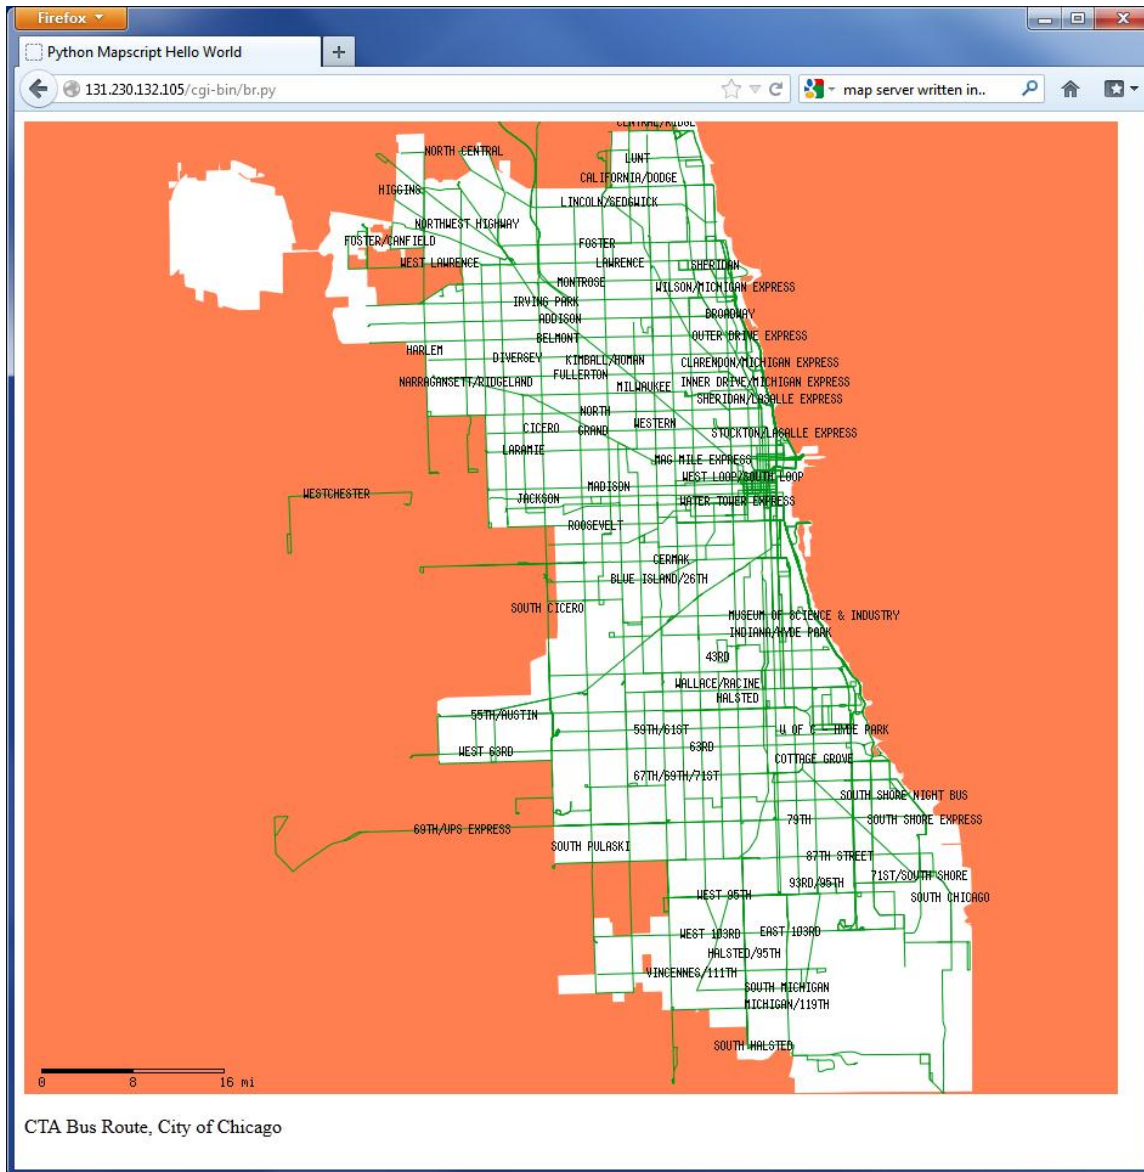 Firefox
Python Mapscript Hello World
131.230.132.105/cgi-bin/br.py
map server written in..
CENTRAL/RIDGE
NORTH CENTRAL
LUNT
CALIFORNIA/DODGE
HIGGINS
LINCOLN/SEDGWICK
NORTHWEST HIGHWAY
FOSTER/CANFIELD
FOSTER
WEST LAWRENCE
LAWRENCE
SHERIDAN
MONTROSE
WILSON/MICHIGAN EXPRESS
IRVING PARK
BROADWAY
ADDISON
BELMONT
OUTER DRIVE EXPRESS
HARLEM
DIVERSEY
KIMBALL/HOMAN
CLARENDON/MICHIGAN EXPRESS
FULLERTON
NARRAGANSETT/RIDGELAND
MILWAUKEE
INNER DRIVE/MICHIGAN EXPRESS
SHERIDAN/LASALLE EXPRESS
NORTH
WESTERN
CICERO
GRAND
STOCKTON/LASALLE EXPRESS
LARAMIE
MAG MILE EXPRESS
WEST LOOP/SOUTH LOOP
MADISON
WESTCHESTER
JACKSON
WATER TOWER EXPRESS
ROOSEVELT
CERMAK
BLUE ISLAND/26TH
SOUTH CICERO
MUSEUM OF SCIENCE & INDUSTRY
INDIANA/HYDE PARK
43RD
WALLACE/RACINE
HALSTED
55TH/AUSTIN
59TH/61ST
U OF C - HYDE PARK
WEST 63RD
63RD
COTTAGE GROVE
67TH/69TH/71ST
SOUTH SHORE NIGHT BUS
79TH
SOUTH SHORE EXPRESS
69TH/UPS EXPRESS
SOUTH PULASKI
87TH STREET
71ST/SOUTH SHORE
93RD/95TH
WEST 95TH
SOUTH CHICAGO
WEST 103RD
EAST 103RD
HALSTED/95TH
VINCENNES/111TH
SOUTH MICHIGAN
MICHIGAN/119TH
SOUTH HALSTED
0 8 16 mi
CTA Bus Route, City of Chicago